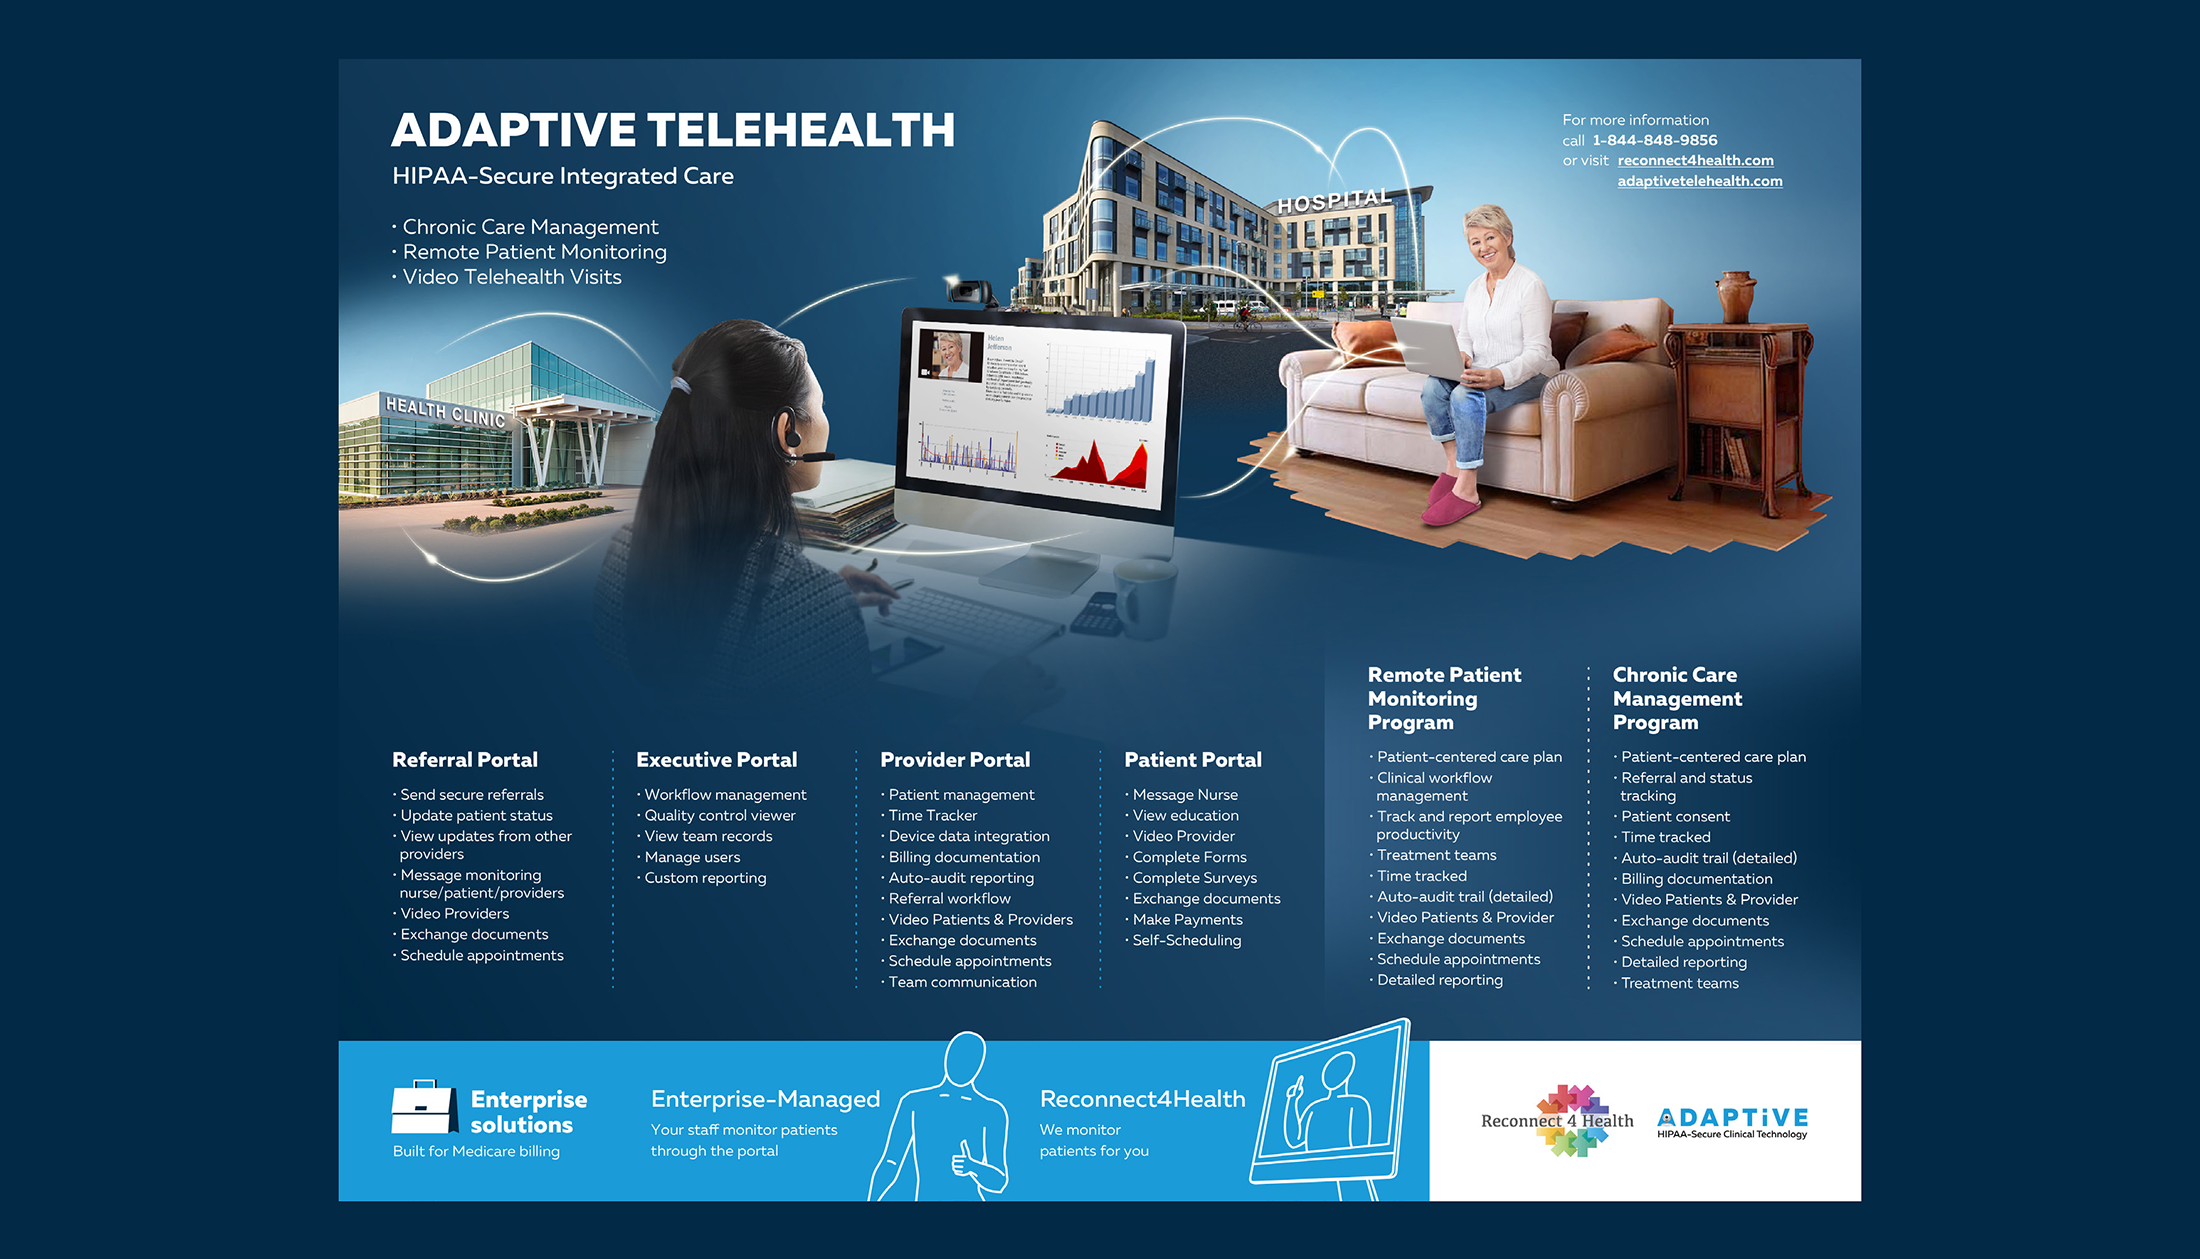 ADAPTIVE TELEHEALTH
HIPAA-Secure Integrated Care
· Chronic Care Management
· Remote Patient Monitoring
· Video Telehealth Visits
For more information
call 1-844-848-9856
or visit reconnect4health.com
adaptivetelehealth.com
HOSPITAL
HEALTH CLINIC
Helen
Jefferson
Referral Portal
· Send secure referrals
· Update patient status
· View updates from other
providers
· Message monitoring
nurse/patient/providers
· Video Providers
· Exchange documents
· Schedule appointments
Executive Portal
· Workflow management
· Quality control viewer
· View team records
· Manage users
· Custom reporting
Provider Portal
· Patient management
· Time Tracker
· Device data integration
· Billing documentation
· Auto-audit reporting
· Referral workflow
· Video Patients & Providers
· Exchange documents
· Schedule appointments
· Team communication
Patient Portal
· Message Nurse
· View education
· Video Provider
· Complete Forms
· Complete Surveys
· Exchange documents
· Make Payments
· Self-Scheduling
Remote Patient
Monitoring
Program
· Patient-centered care plan
· Clinical workflow
management
· Track and report employee
productivity
· Treatment teams
· Time tracked
· Auto-audit trail (detailed)
· Video Patients & Provider
· Exchange documents
· Schedule appointments
· Detailed reporting
Chronic Care
Management
Program
· Patient-centered care plan
· Referral and status
tracking
· Patient consent
· Time tracked
· Auto-audit trail (detailed)
· Billing documentation
· Video Patients & Provider
· Exchange documents
· Schedule appointments
· Detailed reporting
· Treatment teams
Enterprise
solutions
Built for Medicare billing
Enterprise-Managed
Your staff monitor patients
through the portal
Reconnect4Health
We monitor
patients for you
Reconnect 4 Health
ADAPTiVE
HIPAA-Secure Clinical Technology